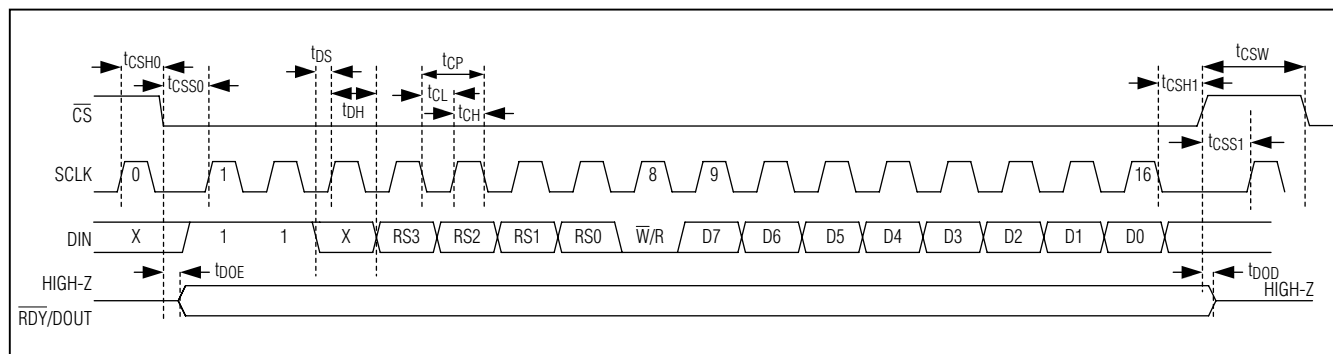 tCSH0 tCSS0 tDS tDH tCP tCL tCH tCSH1 tCSW tCSS1
CS
SCLK 0 1 8 9 16
DIN X 1 1 X RS3 RS2 RS1 RS0 W/R D7 D6 D5 D4 D3 D2 D1 D0
HIGH-Z tDOE tDOD HIGH-Z
RDY/DOUT